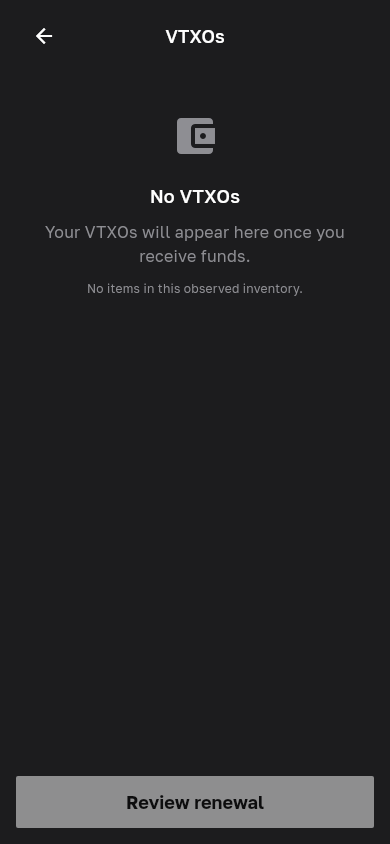 VTXOs
No VTXOs
Your VTXOs will appear here once you
receive funds.
No items in this observed inventory.
Review renewal